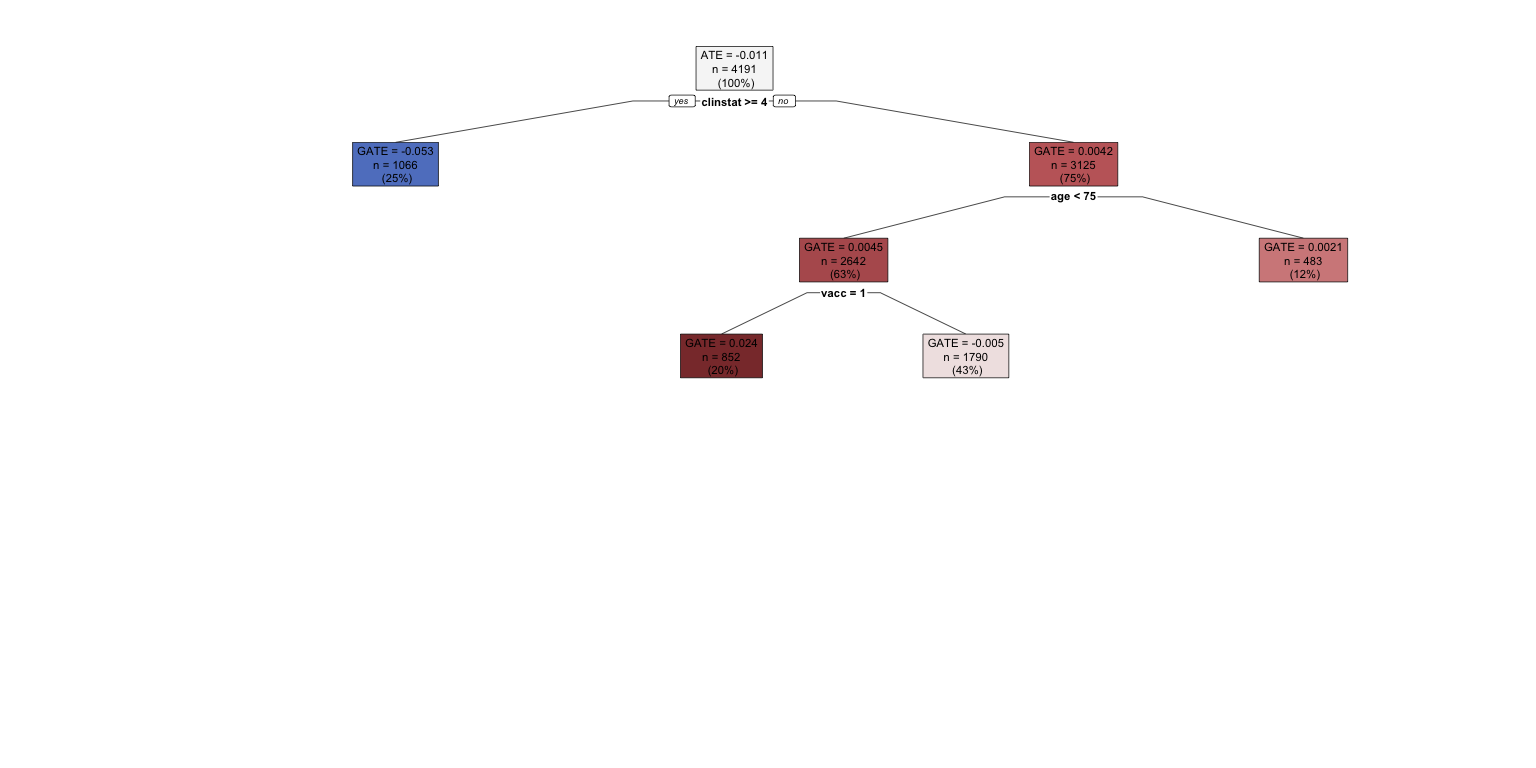 ATE = -0.011
n = 4191
(100%)
yes clinstat >= 4 no
GATE = -0.053
n = 1066
(25%)
GATE = 0.0042
n = 3125
(75%)
age < 75
GATE = 0.0045
n = 2642
(63%)
GATE = 0.0021
n = 483
(12%)
vacc = 1
GATE = 0.024
n = 852
(20%)
GATE = -0.005
n = 1790
(43%)